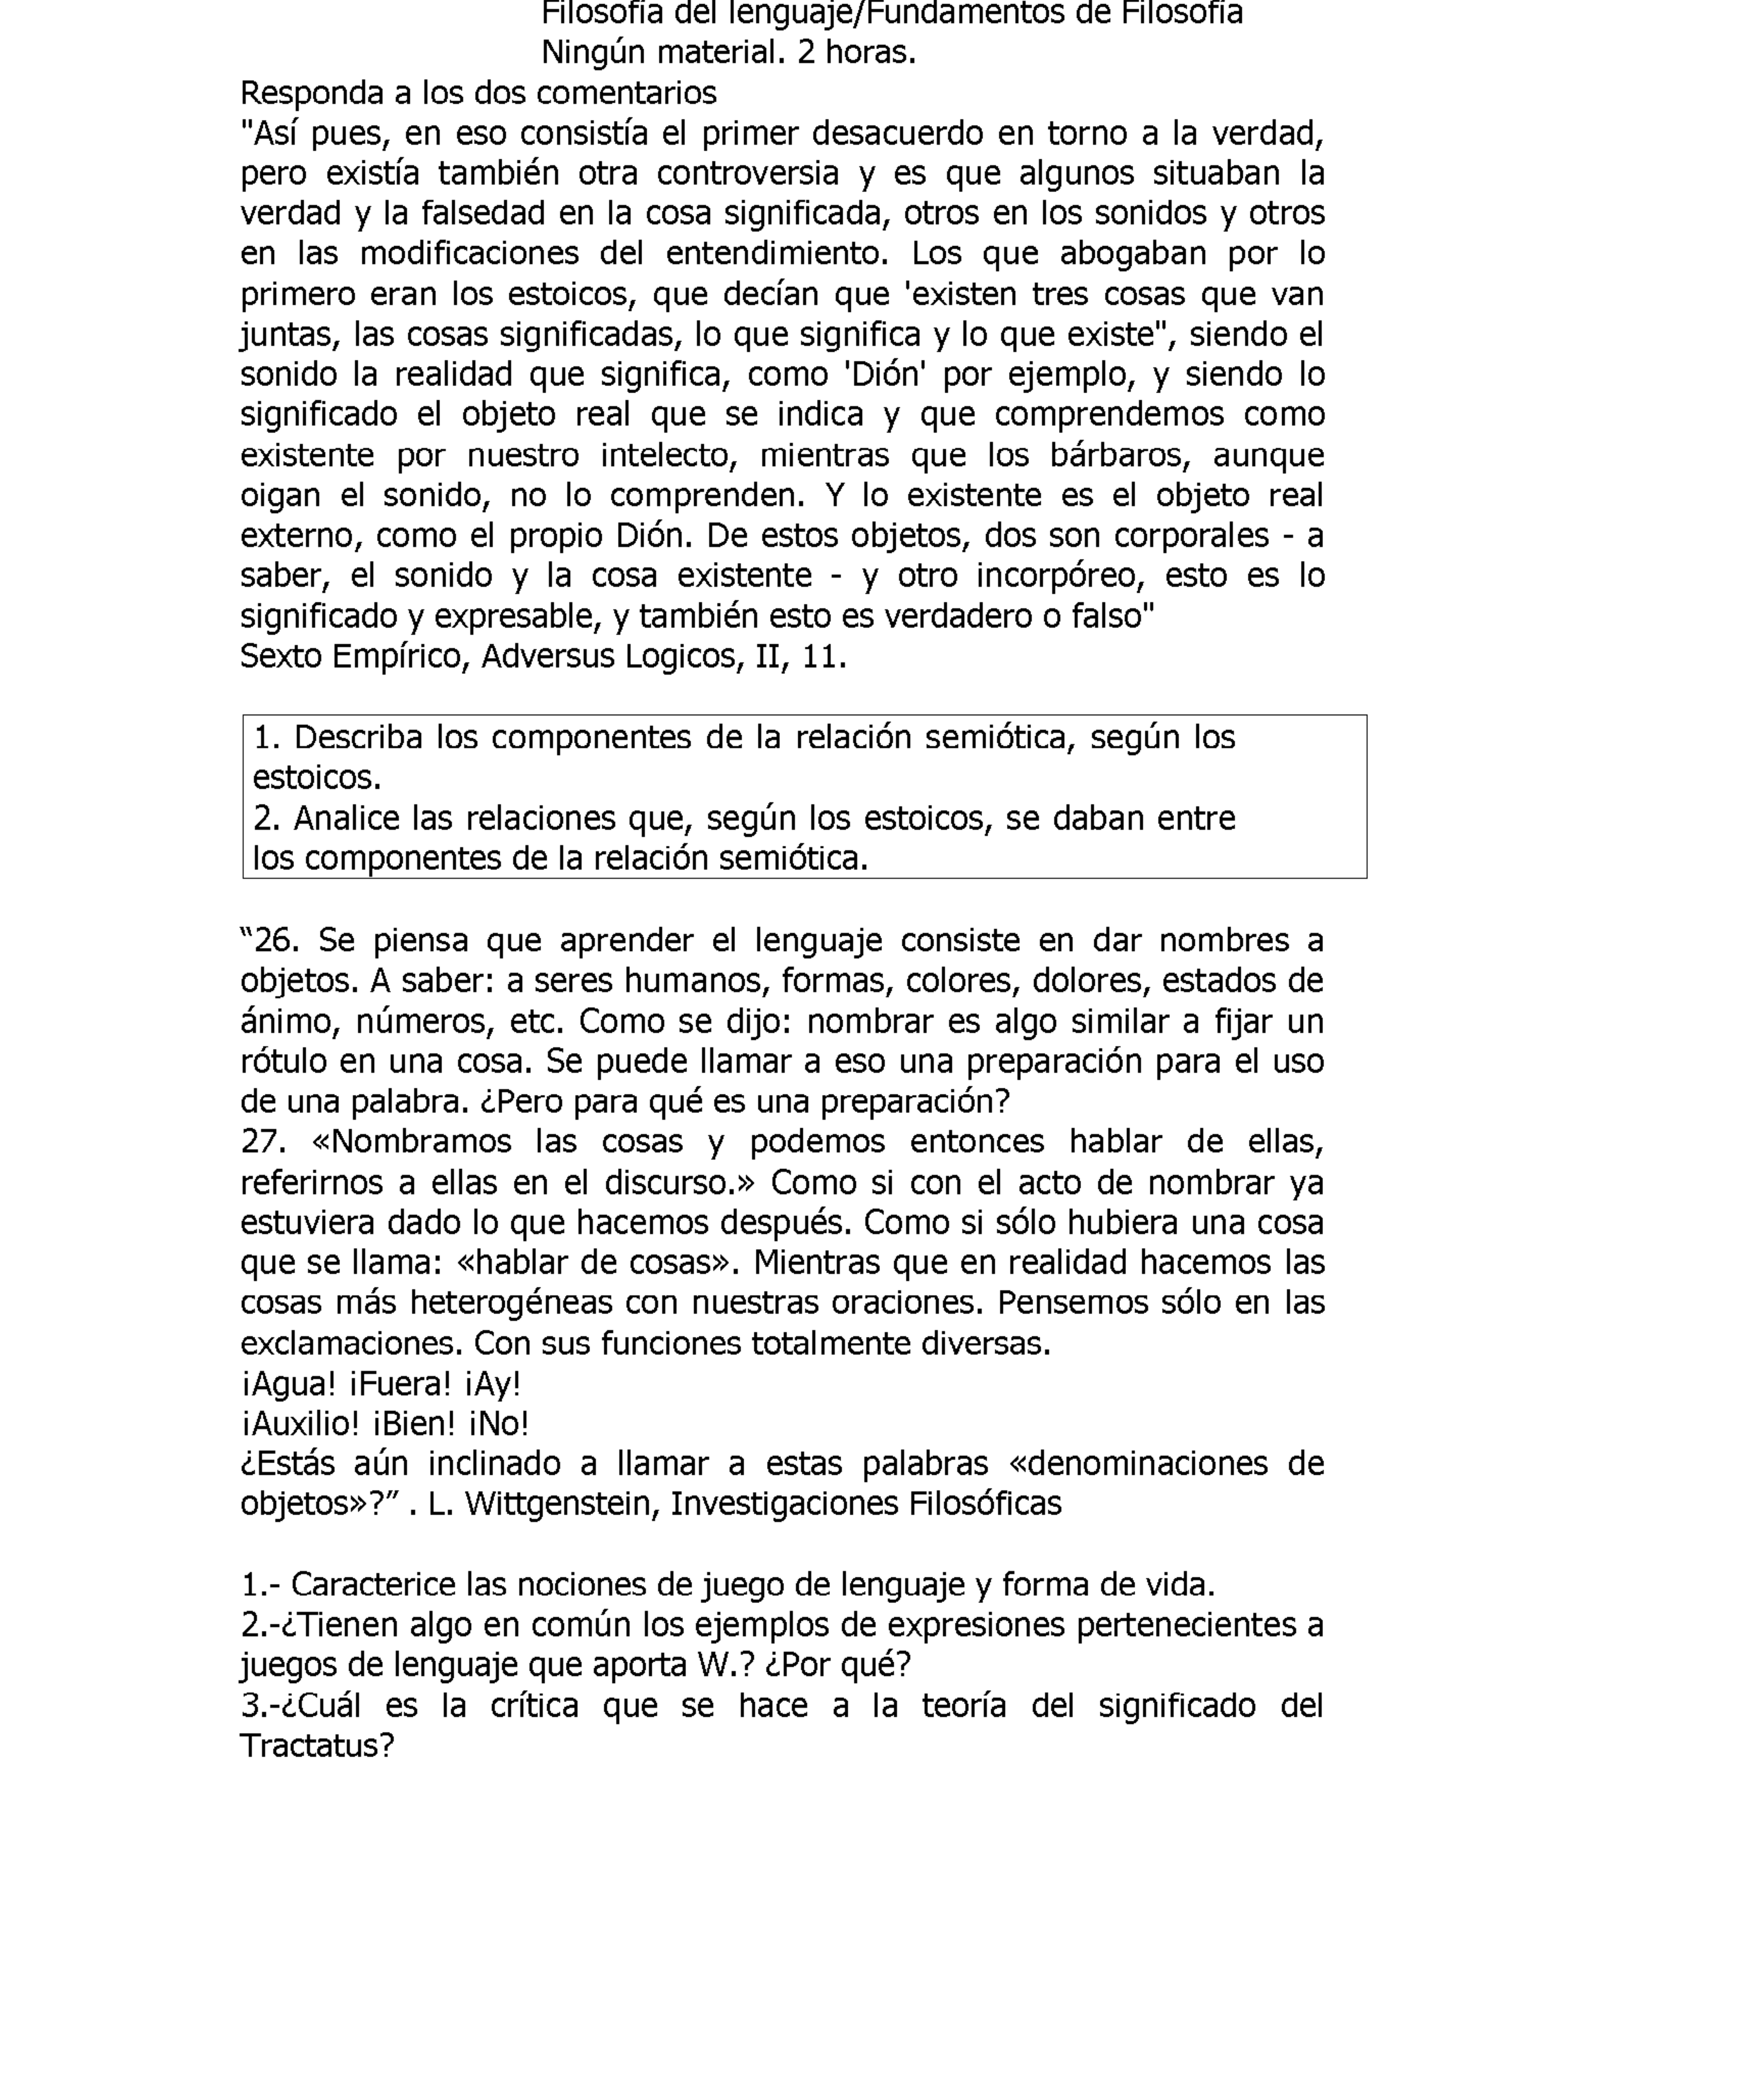 Filosofía del lenguaje/Fundamentos de Filosofía
Ningún material. 2 horas.
Responda a los dos comentarios
"Así pues, en eso consistía el primer desacuerdo en torno a la verdad,
pero existía también otra controversia y es que algunos situaban la
verdad y la falsedad en la cosa significada, otros en los sonidos y otros
en las modificaciones del entendimiento. Los que abogaban por lo
primero eran los estoicos, que decían que 'existen tres cosas que van
juntas, las cosas significadas, lo que significa y lo que existe", siendo el
sonido la realidad que significa, como 'Dión' por ejemplo, y siendo lo
significado el objeto real que se indica y que comprendemos como
existente por nuestro intelecto, mientras que los bárbaros, aunque
oigan el sonido, no lo comprenden. Y lo existente es el objeto real
externo, como el propio Dión. De estos objetos, dos son corporales - a
saber, el sonido y la cosa existente - y otro incorpóreo, esto es lo
significado y expresable, y también esto es verdadero o falso"
Sexto Empírico, Adversus Logicos, II, 11.
1. Describa los componentes de la relación semiótica, según los
estoicos.
2. Analice las relaciones que, según los estoicos, se daban entre
los componentes de la relación semiótica.
“26. Se piensa que aprender el lenguaje consiste en dar nombres a
objetos. A saber: a seres humanos, formas, colores, dolores, estados de
ánimo, números, etc. Como se dijo: nombrar es algo similar a fijar un
rótulo en una cosa. Se puede llamar a eso una preparación para el uso
de una palabra. ¿Pero para qué es una preparación?
27. «Nombramos las cosas y podemos entonces hablar de ellas,
referirnos a ellas en el discurso.» Como si con el acto de nombrar ya
estuviera dado lo que hacemos después. Como si sólo hubiera una cosa
que se llama: «hablar de cosas». Mientras que en realidad hacemos las
cosas más heterogéneas con nuestras oraciones. Pensemos sólo en las
exclamaciones. Con sus funciones totalmente diversas.
¡Agua! ¡Fuera! ¡Ay!
¡Auxilio! ¡Bien! ¡No!
¿Estás aún inclinado a llamar a estas palabras «denominaciones de
objetos»?” . L. Wittgenstein, Investigaciones Filosóficas
1.- Caracterice las nociones de juego de lenguaje y forma de vida.
2.-¿Tienen algo en común los ejemplos de expresiones pertenecientes a
juegos de lenguaje que aporta W.? ¿Por qué?
3.-¿Cuál es la crítica que se hace a la teoría del significado del
Tractatus?